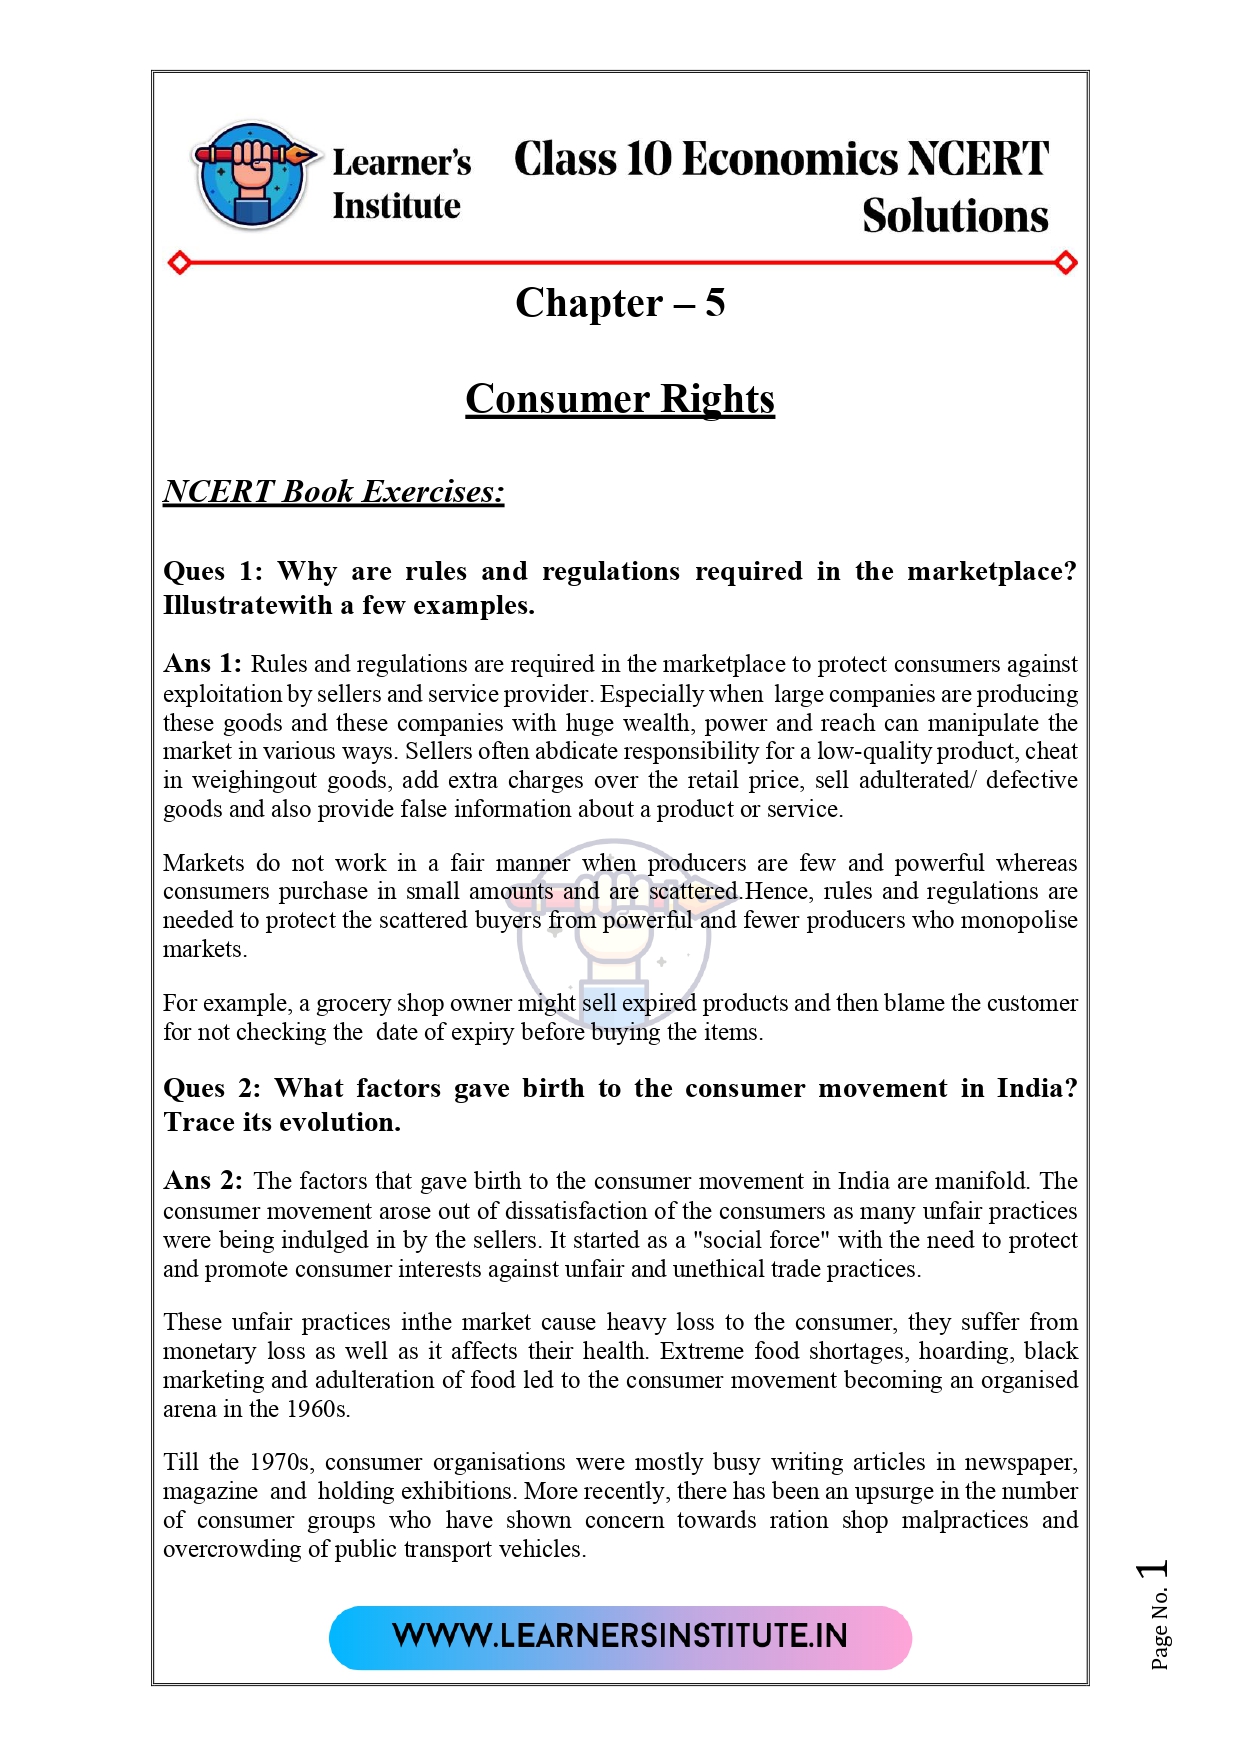 Learner's
Institute
Class 10 Economics NCERT
Solutions
Chapter – 5
Consumer Rights
NCERT Book Exercises:
Ques 1: Why are rules and regulations required in the marketplace?
Illustratewith a few examples.
Ans 1: Rules and regulations are required in the marketplace to protect consumers against
exploitation by sellers and service provider. Especially when large companies are producing
these goods and these companies with huge wealth, power and reach can manipulate the
market in various ways. Sellers often abdicate responsibility for a low-quality product, cheat
in weighingout goods, add extra charges over the retail price, sell adulterated/ defective
goods and also provide false information about a product or service.
Markets do not work in a fair manner when producers are few and powerful whereas
consumers purchase in small amounts and are scattered.Hence, rules and regulations are
needed to protect the scattered buyers from powerful and fewer producers who monopolise
markets.
For example, a grocery shop owner might sell expired products and then blame the customer
for not checking the date of expiry before buying the items.
Ques 2: What factors gave birth to the consumer movement in India?
Trace its evolution.
Ans 2: The factors that gave birth to the consumer movement in India are manifold. The
consumer movement arose out of dissatisfaction of the consumers as many unfair practices
were being indulged in by the sellers. It started as a "social force" with the need to protect
and promote consumer interests against unfair and unethical trade practices.
These unfair practices inthe market cause heavy loss to the consumer, they suffer from
monetary loss as well as it affects their health. Extreme food shortages, hoarding, black
marketing and adulteration of food led to the consumer movement becoming an organised
arena in the 1960s.
Till the 1970s, consumer organisations were mostly busy writing articles in newspaper,
magazine and holding exhibitions. More recently, there has been an upsurge in the number
of consumer groups who have shown concern towards ration shop malpractices and
overcrowding of public transport vehicles.
WWW.LEARNERSINSTITUTE.IN
Page No. 1